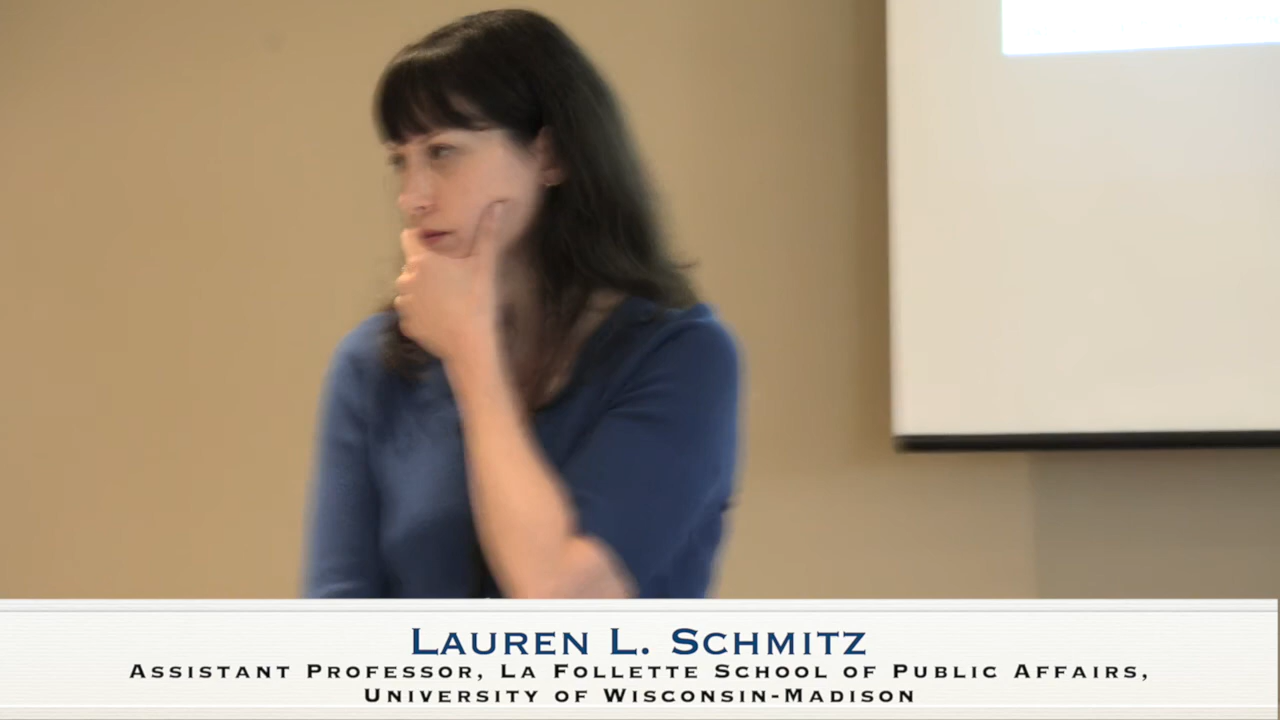 Lauren L. Schmitz
Assistant Professor, La Follette School of Public Affairs,
University of Wisconsin-Madison